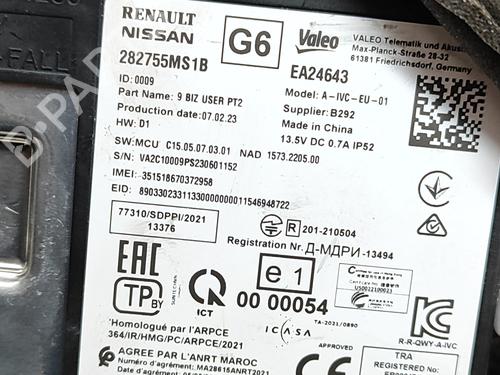 RENAULT
NISSAN
G6
Valeo
VALEO Telematik und Akus
Max-Planck-Straße 28-32
61381 Friedrichsdorf, Germany
282755MS1B
EA24643
ID: 0009
Part Name: 9 BIZ USER PT2
Model: A-IVC-EU-01
Production date: 07.02.23
Supplier: B292
HW: D1
Made in China
13.5V DC 0.7A IP52
SW:MCU C15.05.07.03.01 NAD 1573.2205.00
S/N: VA2C10009PS230601152
IMEI: 351518670372958
EID:
77310/SDPPI/2021
13376
R 201-210504
Registration Nr. Д-МДРИ-13494
EAC
TP BY
ICT
e1
00 00054
ICASA
TA-2021/0890
R-R-QWY-A-IVC
"Homologué par l'ARPCE
364/IR/HMG/PC/ARPCE/2021
AGREE PAR L'ANRT MAROC
Numéro d'agrément: MA28615ANRT2021
CE
TRA
REGISTERED
FALL